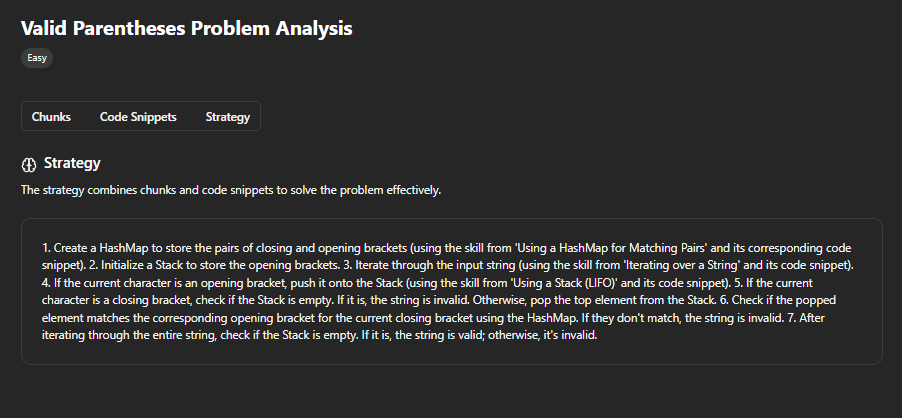 Valid Parentheses Problem Analysis
Easy
Chunks Code Snippets Strategy
Strategy
The strategy combines chunks and code snippets to solve the problem effectively.
1. Create a HashMap to store the pairs of closing and opening brackets (using the skill from 'Using a HashMap for Matching Pairs' and its corresponding code
snippet). 2. Initialize a Stack to store the opening brackets. 3. Iterate through the input string (using the skill from 'Iterating over a String' and its code snippet).
4. If the current character is an opening bracket, push it onto the Stack (using the skill from 'Using a Stack (LIFO)' and its code snippet). 5. If the current
character is a closing bracket, check if the Stack is empty. If it is, the string is invalid. Otherwise, pop the top element from the Stack. 6. Check if the popped
element matches the corresponding opening bracket for the current closing bracket using the HashMap. If they don't match, the string is invalid. 7. After
iterating through the entire string, check if the Stack is empty. If it is, the string is valid; otherwise, it's invalid.